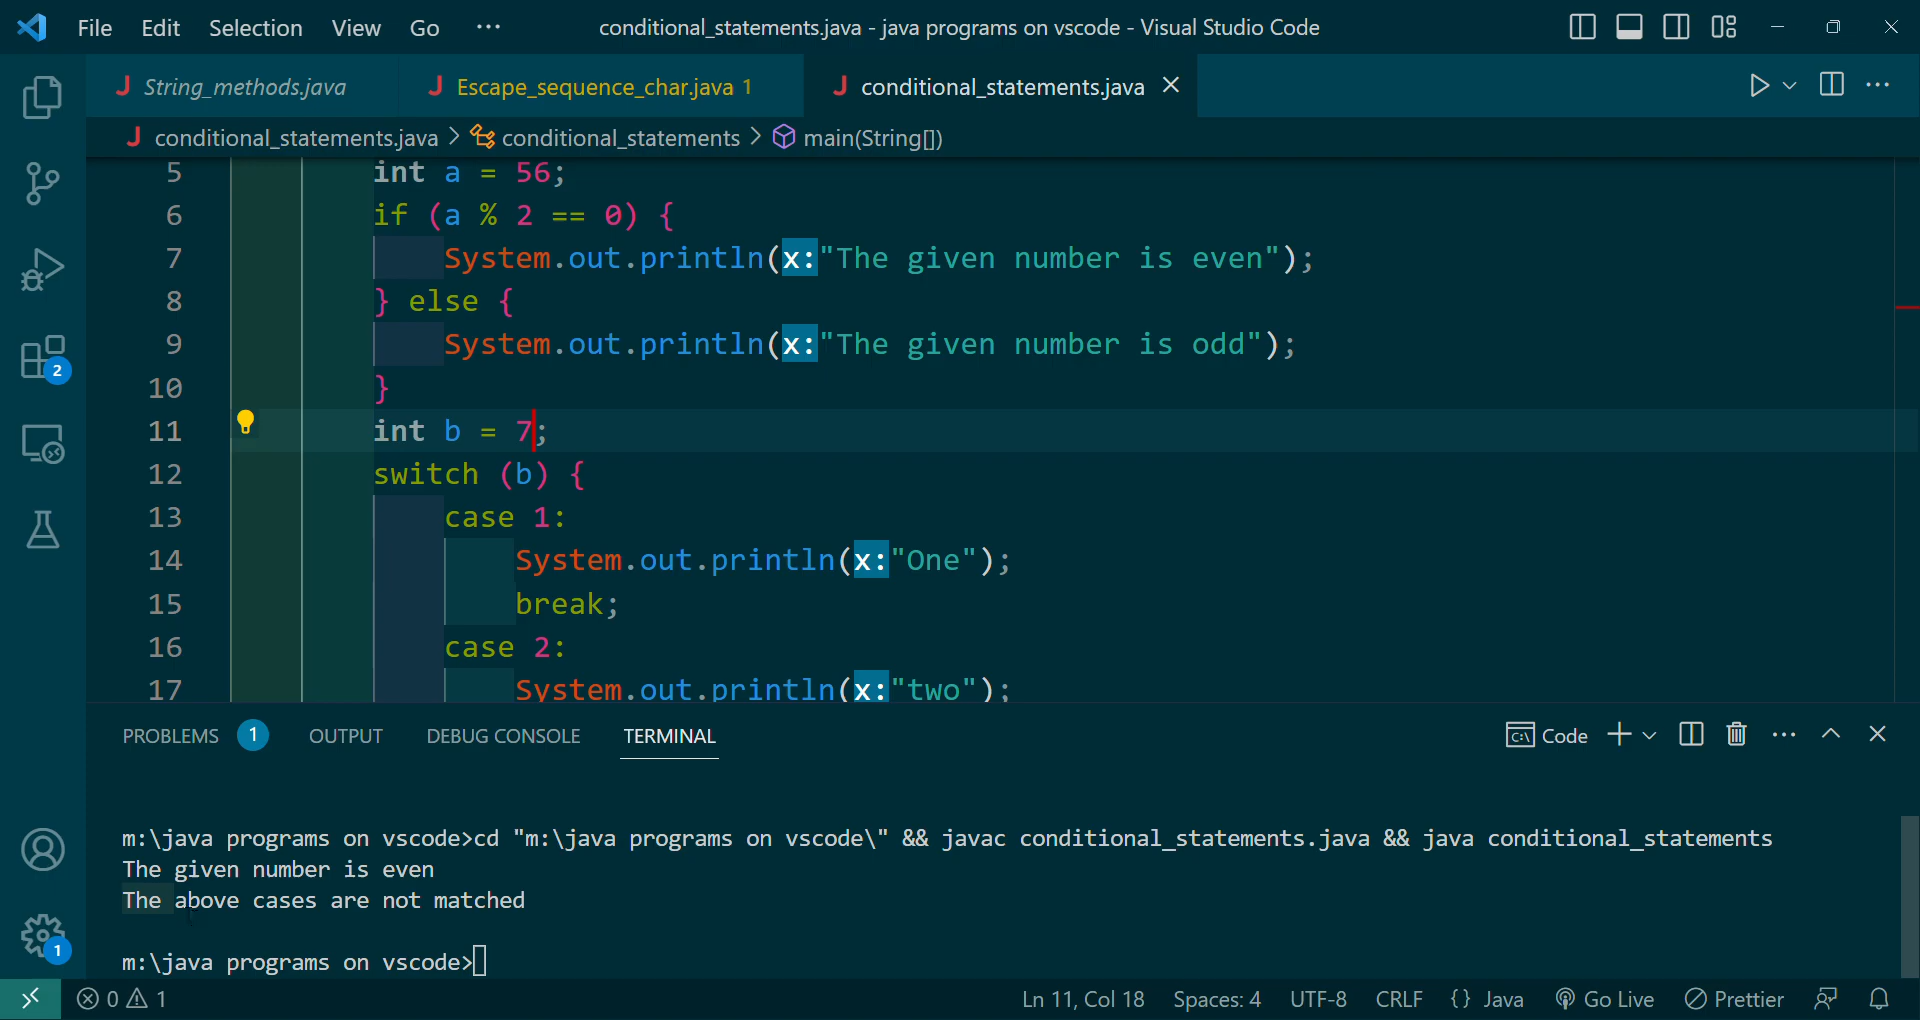 File Edit Selection View Go ··· conditional_statements.java - java programs on vscode - Visual Studio Code
J String_methods.java J Escape_sequence_char.java 1 J conditional_statements.java
J conditional_statements.java > conditional_statements > main(String[])
5 int a = 56;
6 if (a % 2 == 0) {
7 System.out.println(x:"The given number is even");
8 } else {
9 System.out.println(x:"The given number is odd");
10 }
11 int b = 7;
12 switch (b) {
13 case 1:
14 System.out.println(x:"One");
15 break;
16 case 2:
17 System.out.println(x:"two");
2
PROBLEMS 1 OUTPUT DEBUG CONSOLE TERMINAL C:\ Code
m:\java programs on vscode>cd "m:\java programs on vscode\" && javac conditional_statements.java && java conditional_statements
The given number is even
The above cases are not matched
m:\java programs on vscode>
1
0 1 Ln 11, Col 18 Spaces: 4 UTF-8 CRLF {} Java Go Live Prettier